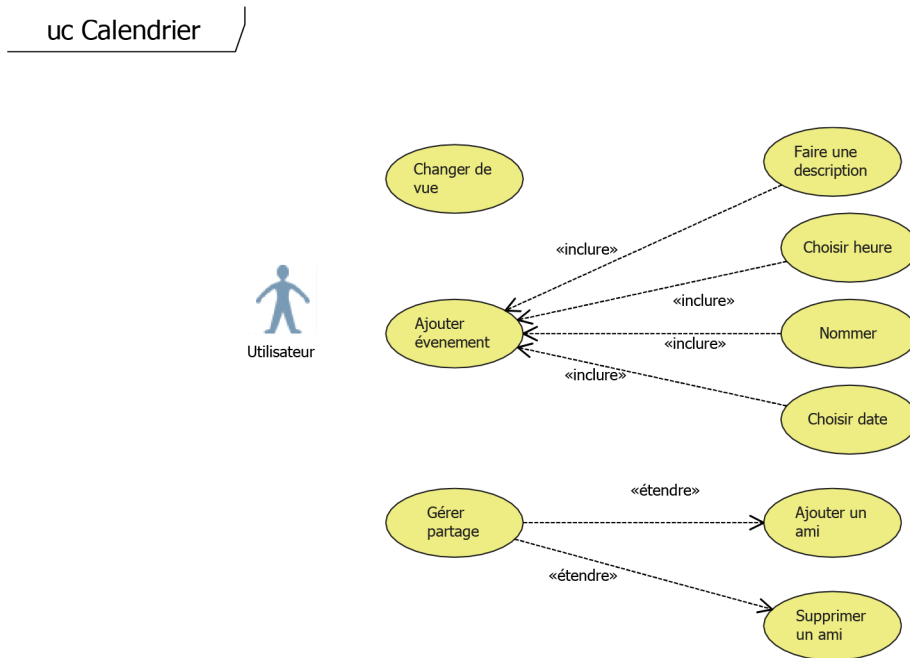 uc Calendrier
Faire une
description
Changer de
vue
«inclure»
Choisir heure
«inclure»
Ajouter
évenement
Nommer
«inclure»
Utilisateur
«inclure»
Choisir date
«étendre»
Gérer
partage
Ajouter un
ami
«étendre»
Supprimer
un ami